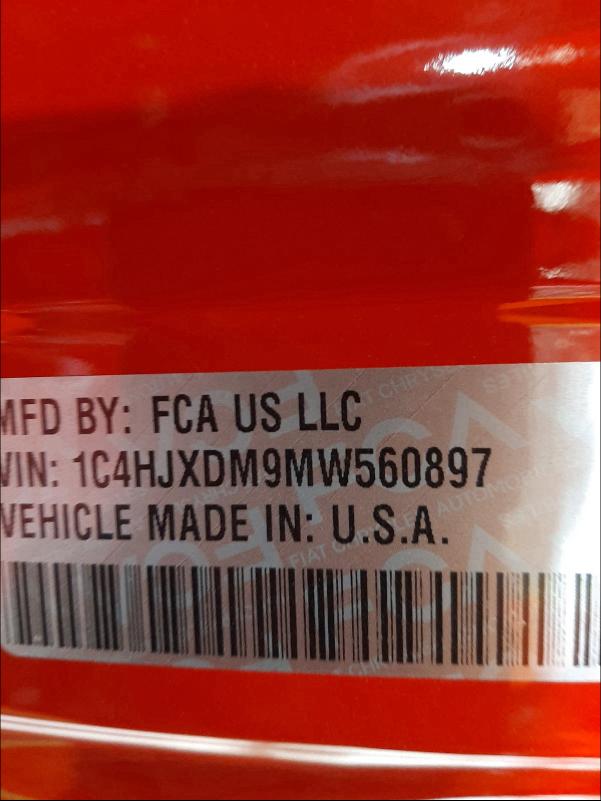 MFD BY: FCA US LLC
VIN: 1C4HJXDM9MW560897
VEHICLE MADE IN: U.S.A.